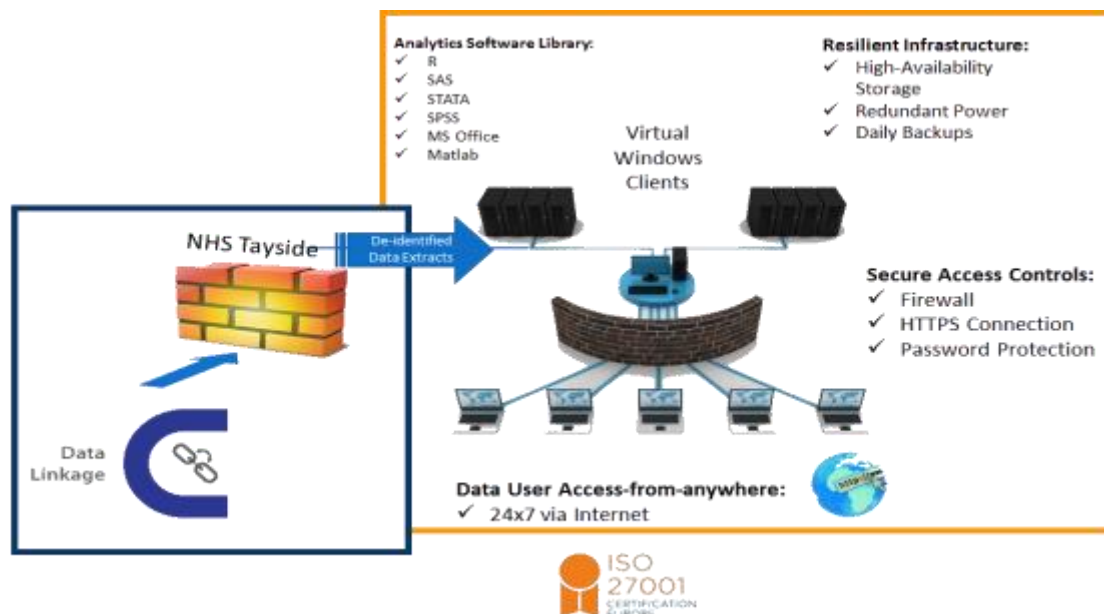 Analytics Software Library:
✓ R
✓ SAS
✓ STATA
✓ SPSS
✓ MS Office
✓ Matlab
Resilient Infrastructure:
✓ High-Availability
Storage
✓ Redundant Power
✓ Daily Backups
Virtual
Windows
Clients
NHS Tayside
De-identified
Data Extracts
Secure Access Controls:
✓ Firewall
✓ HTTPS Connection
✓ Password Protection
Data
Linkage
Data User Access-from-anywhere:
✓ 24x7 via Internet
ISO
27001
CERTIFICATION
EUROPE